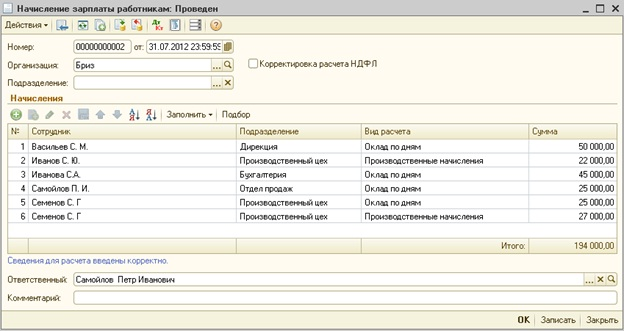 Начисление зарплаты работникам: Проведен
Действия
Номер: 00000000002 от: 31.07.2012 23:59:59
Организация: Бриз Корректировка расчета НДФЛ
Подразделение:
Начисления
Заполнить Подбор
№ Сотрудник Подразделение Вид расчета Сумма
1 Васильев С. М. Дирекция Оклад по дням 50 000,00
2 Иванов С. Ю. Производственный цех Производственные начисления 22 000,00
3 Иванова С.А. Бухгалтерия Оклад по дням 45 000,00
4 Самойлов П. И. Отдел продаж Оклад по дням 25 000,00
5 Семенов С. Г Производственный цех Оклад по дням 25 000,00
6 Семенов С. Г Производственный цех Производственные начисления 27 000,00
Итого: 194 000,00
Сведения для расчета введены корректно.
Ответственный: Самойлов Петр Иванович
Комментарий:
OK Записать Закрыть